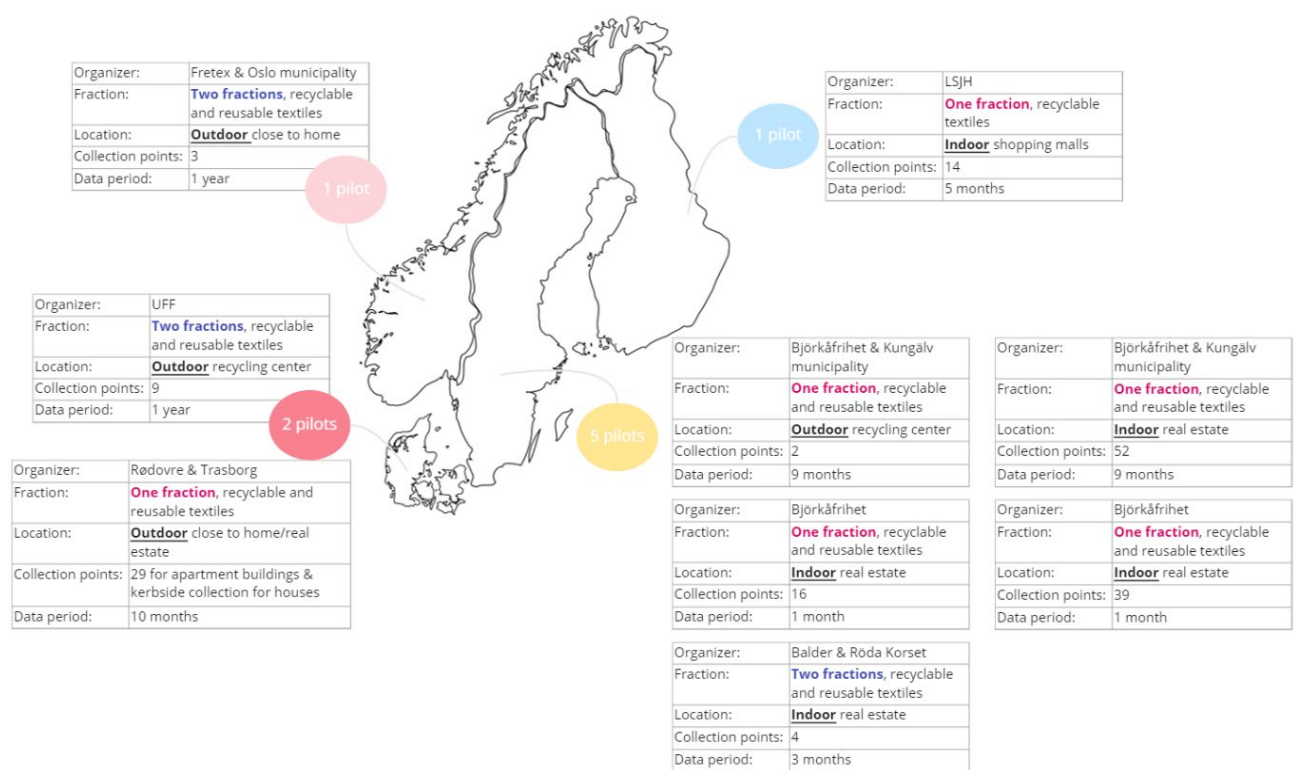 Organizer: Fretex & Oslo municipality
Fraction: Two fractions, recyclable
and reusable textiles
Location: Outdoor close to home
Collection points: 3
Data period: 1 year
1 pilot
Organizer: LSJH
Fraction: One fraction, recyclable
textiles
Location: Indoor shopping malls
Collection points: 14
Data period: 5 months
1 pilot
Organizer: UFF
Fraction: Two fractions, recyclable
and reusable textiles
Location: Outdoor recycling center
Collection points: 9
Data period: 1 year
2 pilots
Organizer: Rødovre & Trasborg
Fraction: One fraction, recyclable and
reusable textiles
Location: Outdoor close to home/real
estate
Collection points: 29 for apartment buildings &
kerbside collection for houses
Data period: 10 months
5 pilots
Organizer: Björkåfrihet & Kungälv
municipality
Fraction: One fraction, recyclable
and reusable textiles
Location: Outdoor recycling center
Collection points: 2
Data period: 9 months
Organizer: Björkåfrihet & Kungälv
municipality
Fraction: One fraction, recyclable
and reusable textiles
Location: Indoor real estate
Collection points: 52
Data period: 9 months
Organizer: Björkåfrihet
Fraction: One fraction, recyclable
and reusable textiles
Location: Indoor real estate
Collection points: 16
Data period: 1 month
Organizer: Björkåfrihet
Fraction: One fraction, recyclable
and reusable textiles
Location: Indoor real estate
Collection points: 39
Data period: 1 month
Organizer: Balder & Röda Korset
Fraction: Two fractions, recyclable
and reusable textiles
Location: Indoor real estate
Collection points: 4
Data period: 3 months